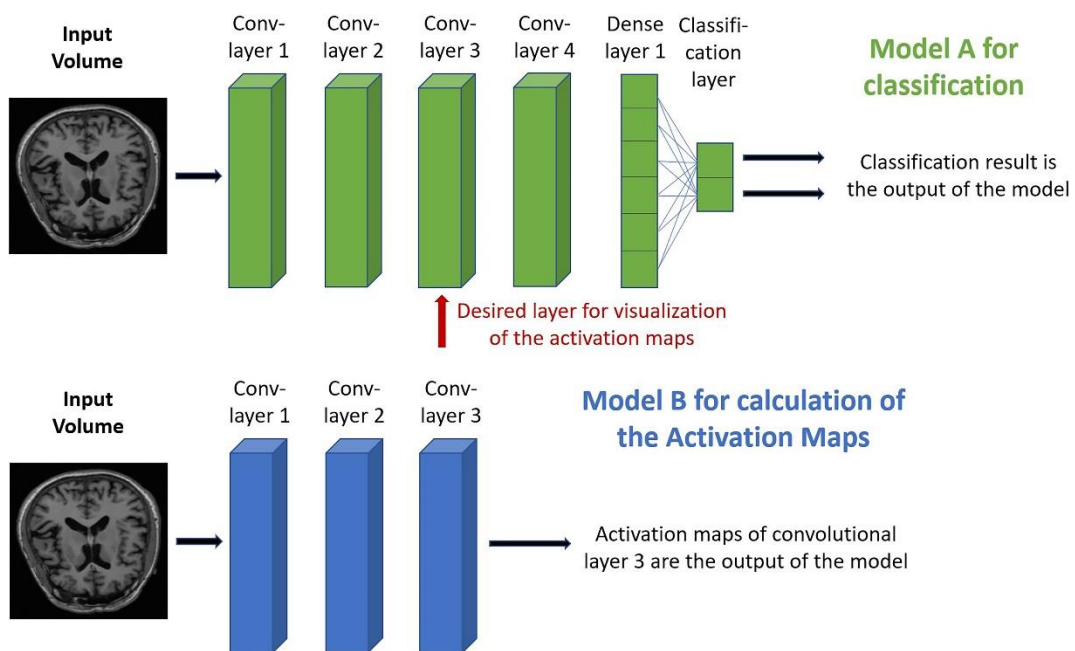 Input
Volume
Conv-
layer 1
Conv-
layer 2
Conv-
layer 3
Conv-
layer 4
Dense
layer 1
Classifi-
cation
layer
Model A for
classification
Classification result is
the output of the model
Desired layer for visualization
of the activation maps
Input
Volume
Conv-
layer 1
Conv-
layer 2
Conv-
layer 3
Model B for calculation of
the Activation Maps
Activation maps of convolutional
layer 3 are the output of the model